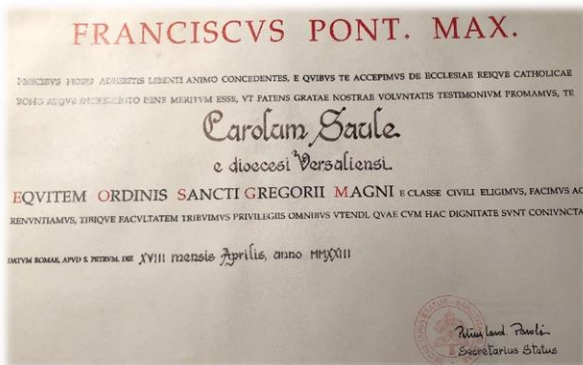 FRANCISCVS PONT. MAX.
PRECIBVS NOBIS ADHIBITIS LIBENTI ANIMO CONCEDENTES, E QVIBVS TE ACCEPIMVS DE ECCLESIAE REIQVE CATHOLICAE
BONO ATQVE INCREMENTO BENE MERITVM ESSE, VT PATENS GRATAE NOSTRAE VOLVNTATIS TESTIMONIVM PROMAMVS, TE
Carolum Saule
e dioecesi Versaliensi
EQVITEM ORDINIS SANCTI GREGORII MAGNI E CLASSE CIVILI ELIGIMVS, FACIMVS AC
RENVNTIAMVS, TIBIQVE FACVLTATEM TRIBVIMVS PRIVILEGIIS OMNIBVS VTENDI, QVAE CVM HAC DIGNITATE SVNT CONIVNCTA
DATVM ROMAE, APVD S. PETRVM, DIE XVIII mensis Aprilis, anno MMXXIII
Secretarius Status